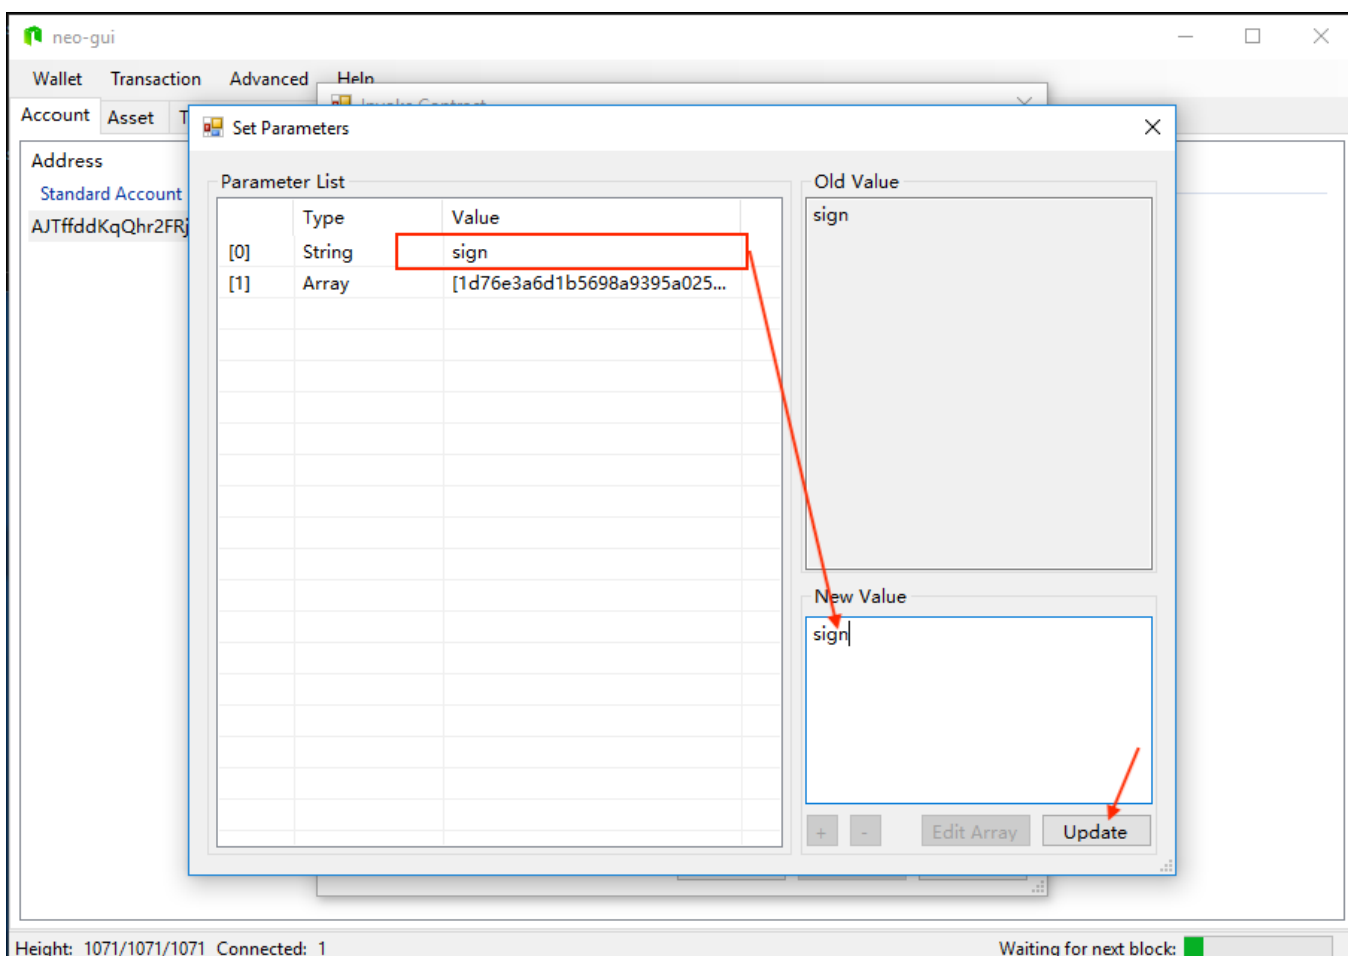 neo-gui
Wallet Transaction Advanced Help
Account Asset T
Set Parameters
Address
Standard Account
AJTffddKqQhr2FRj
Parameter List
Type Value
[0] String sign
[1] Array [1d76e3a6d1b5698a9395a025...
Old Value
sign
New Value
sign
+ - Edit Array Update
Height: 1071/1071/1071 Connected: 1
Waiting for next block: